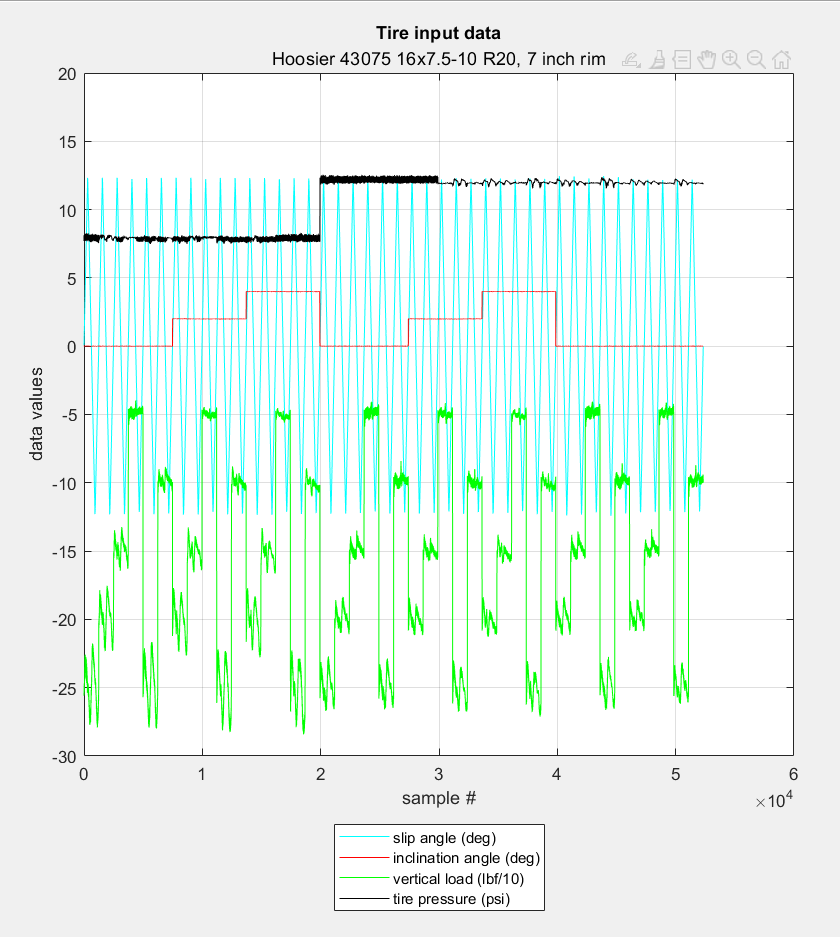 Tire input data
Hoosier 43075 16x7.5-10 R20, 7 inch rim
20
15
10
5
0
-5
-10
-15
-20
-25
-30
data values
0 1 2 3 4 5 6
sample #
×10⁴
slip angle (deg)
inclination angle (deg)
vertical load (lbf/10)
tire pressure (psi)